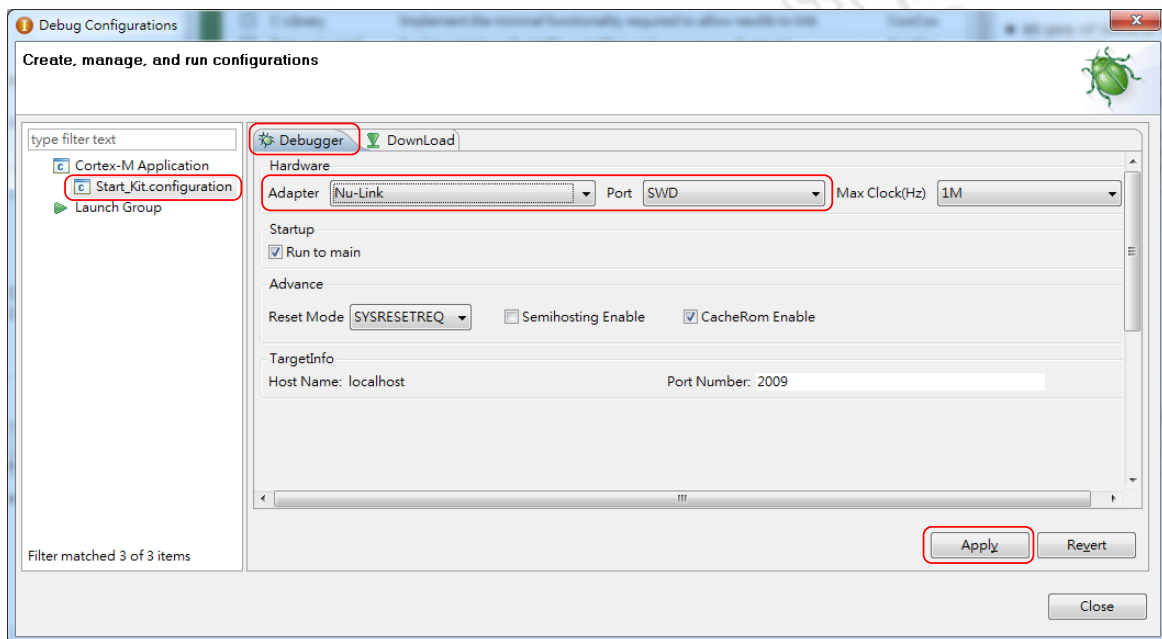 Debug Configurations
Create, manage, and run configurations
type filter text
Cortex-M Application
Start_Kit.configuration
Launch Group
Filter matched 3 of 3 items
Debugger DownLoad
Hardware
Adapter Nu-Link Port SWD Max Clock(Hz) 1M
Startup
Run to main
Advance
Reset Mode SYSRESETREQ Semihosting Enable CacheRom Enable
TargetInfo
Host Name: localhost Port Number: 2009
Apply Revert
Close